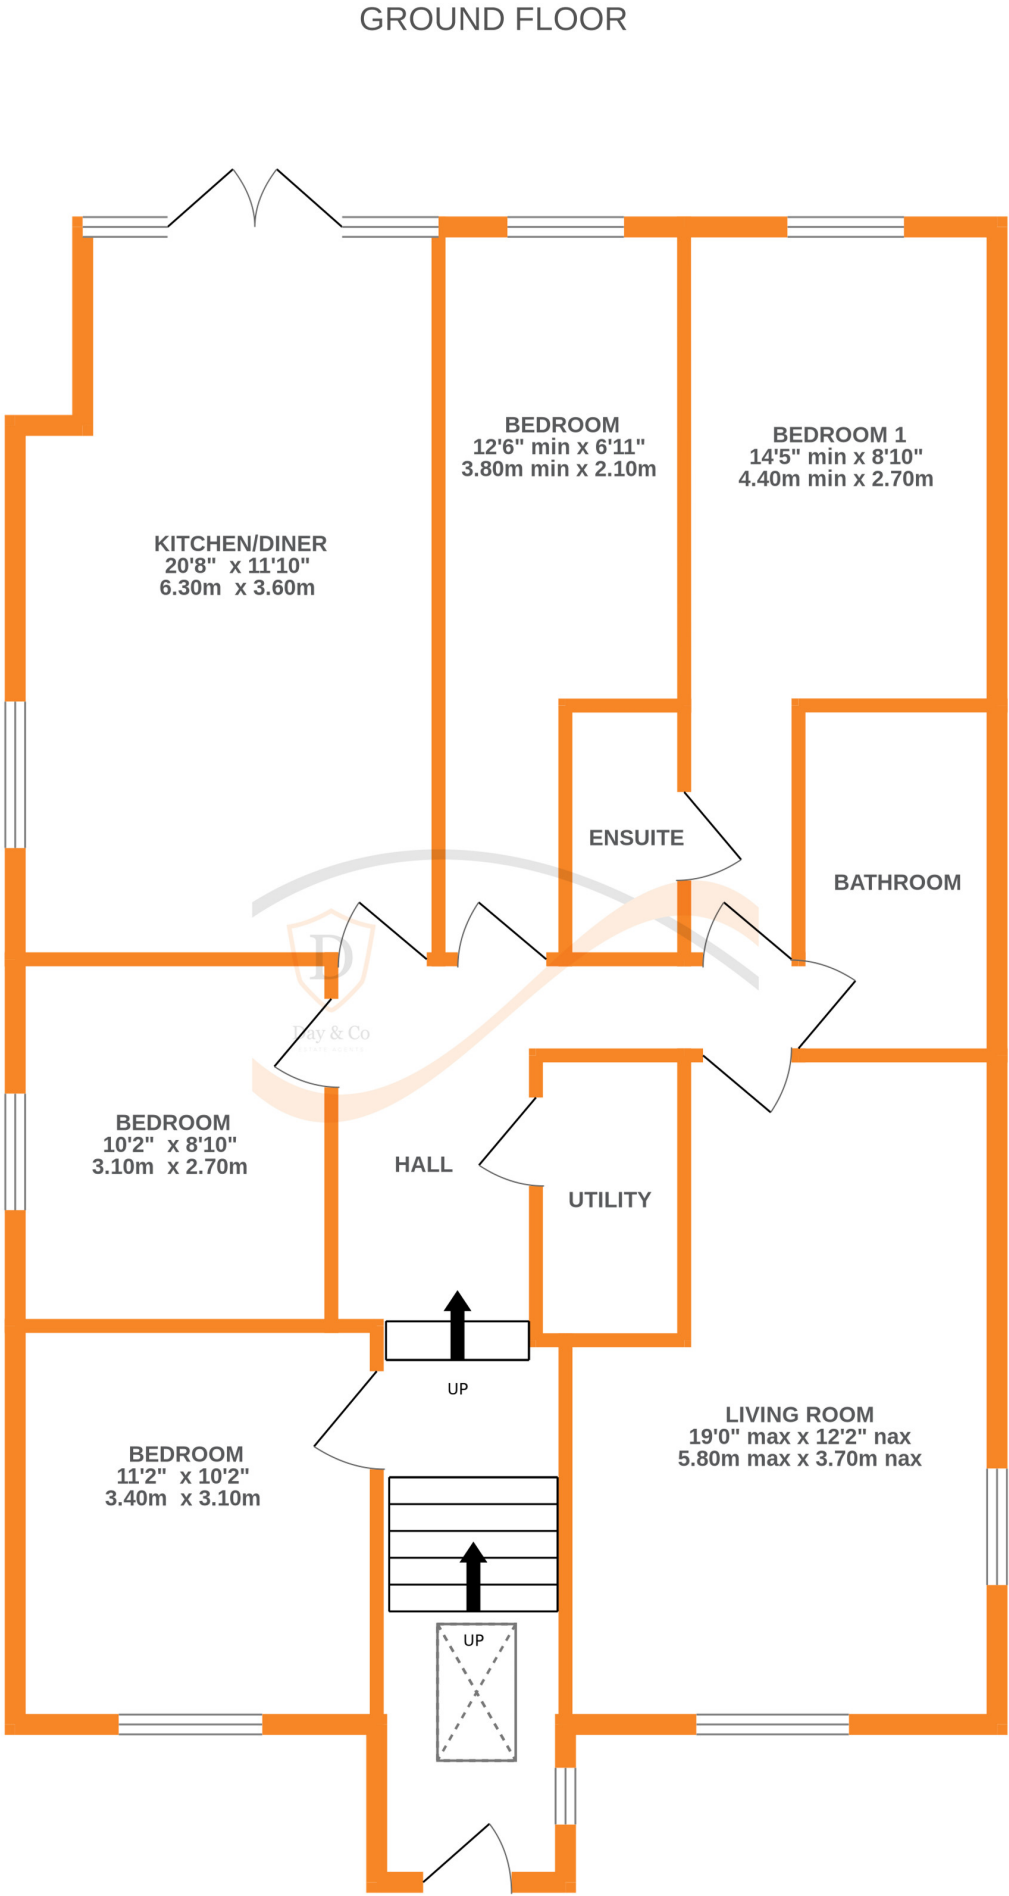 GROUND FLOOR
BEDROOM
12'6" min x 6'11"
3.80m min x 2.10m
BEDROOM 1
14'5" min x 8'10"
4.40m min x 2.70m
KITCHEN/DINER
20'8" x 11'10"
6.30m x 3.60m
ENSUITE
BATHROOM
D
Day & Co
BEDROOM
10'2" x 8'10"
3.10m x 2.70m
HALL
UTILITY
UP
LIVING ROOM
19'0" max x 12'2" nax
5.80m max x 3.70m nax
BEDROOM
11'2" x 10'2"
3.40m x 3.10m
UP